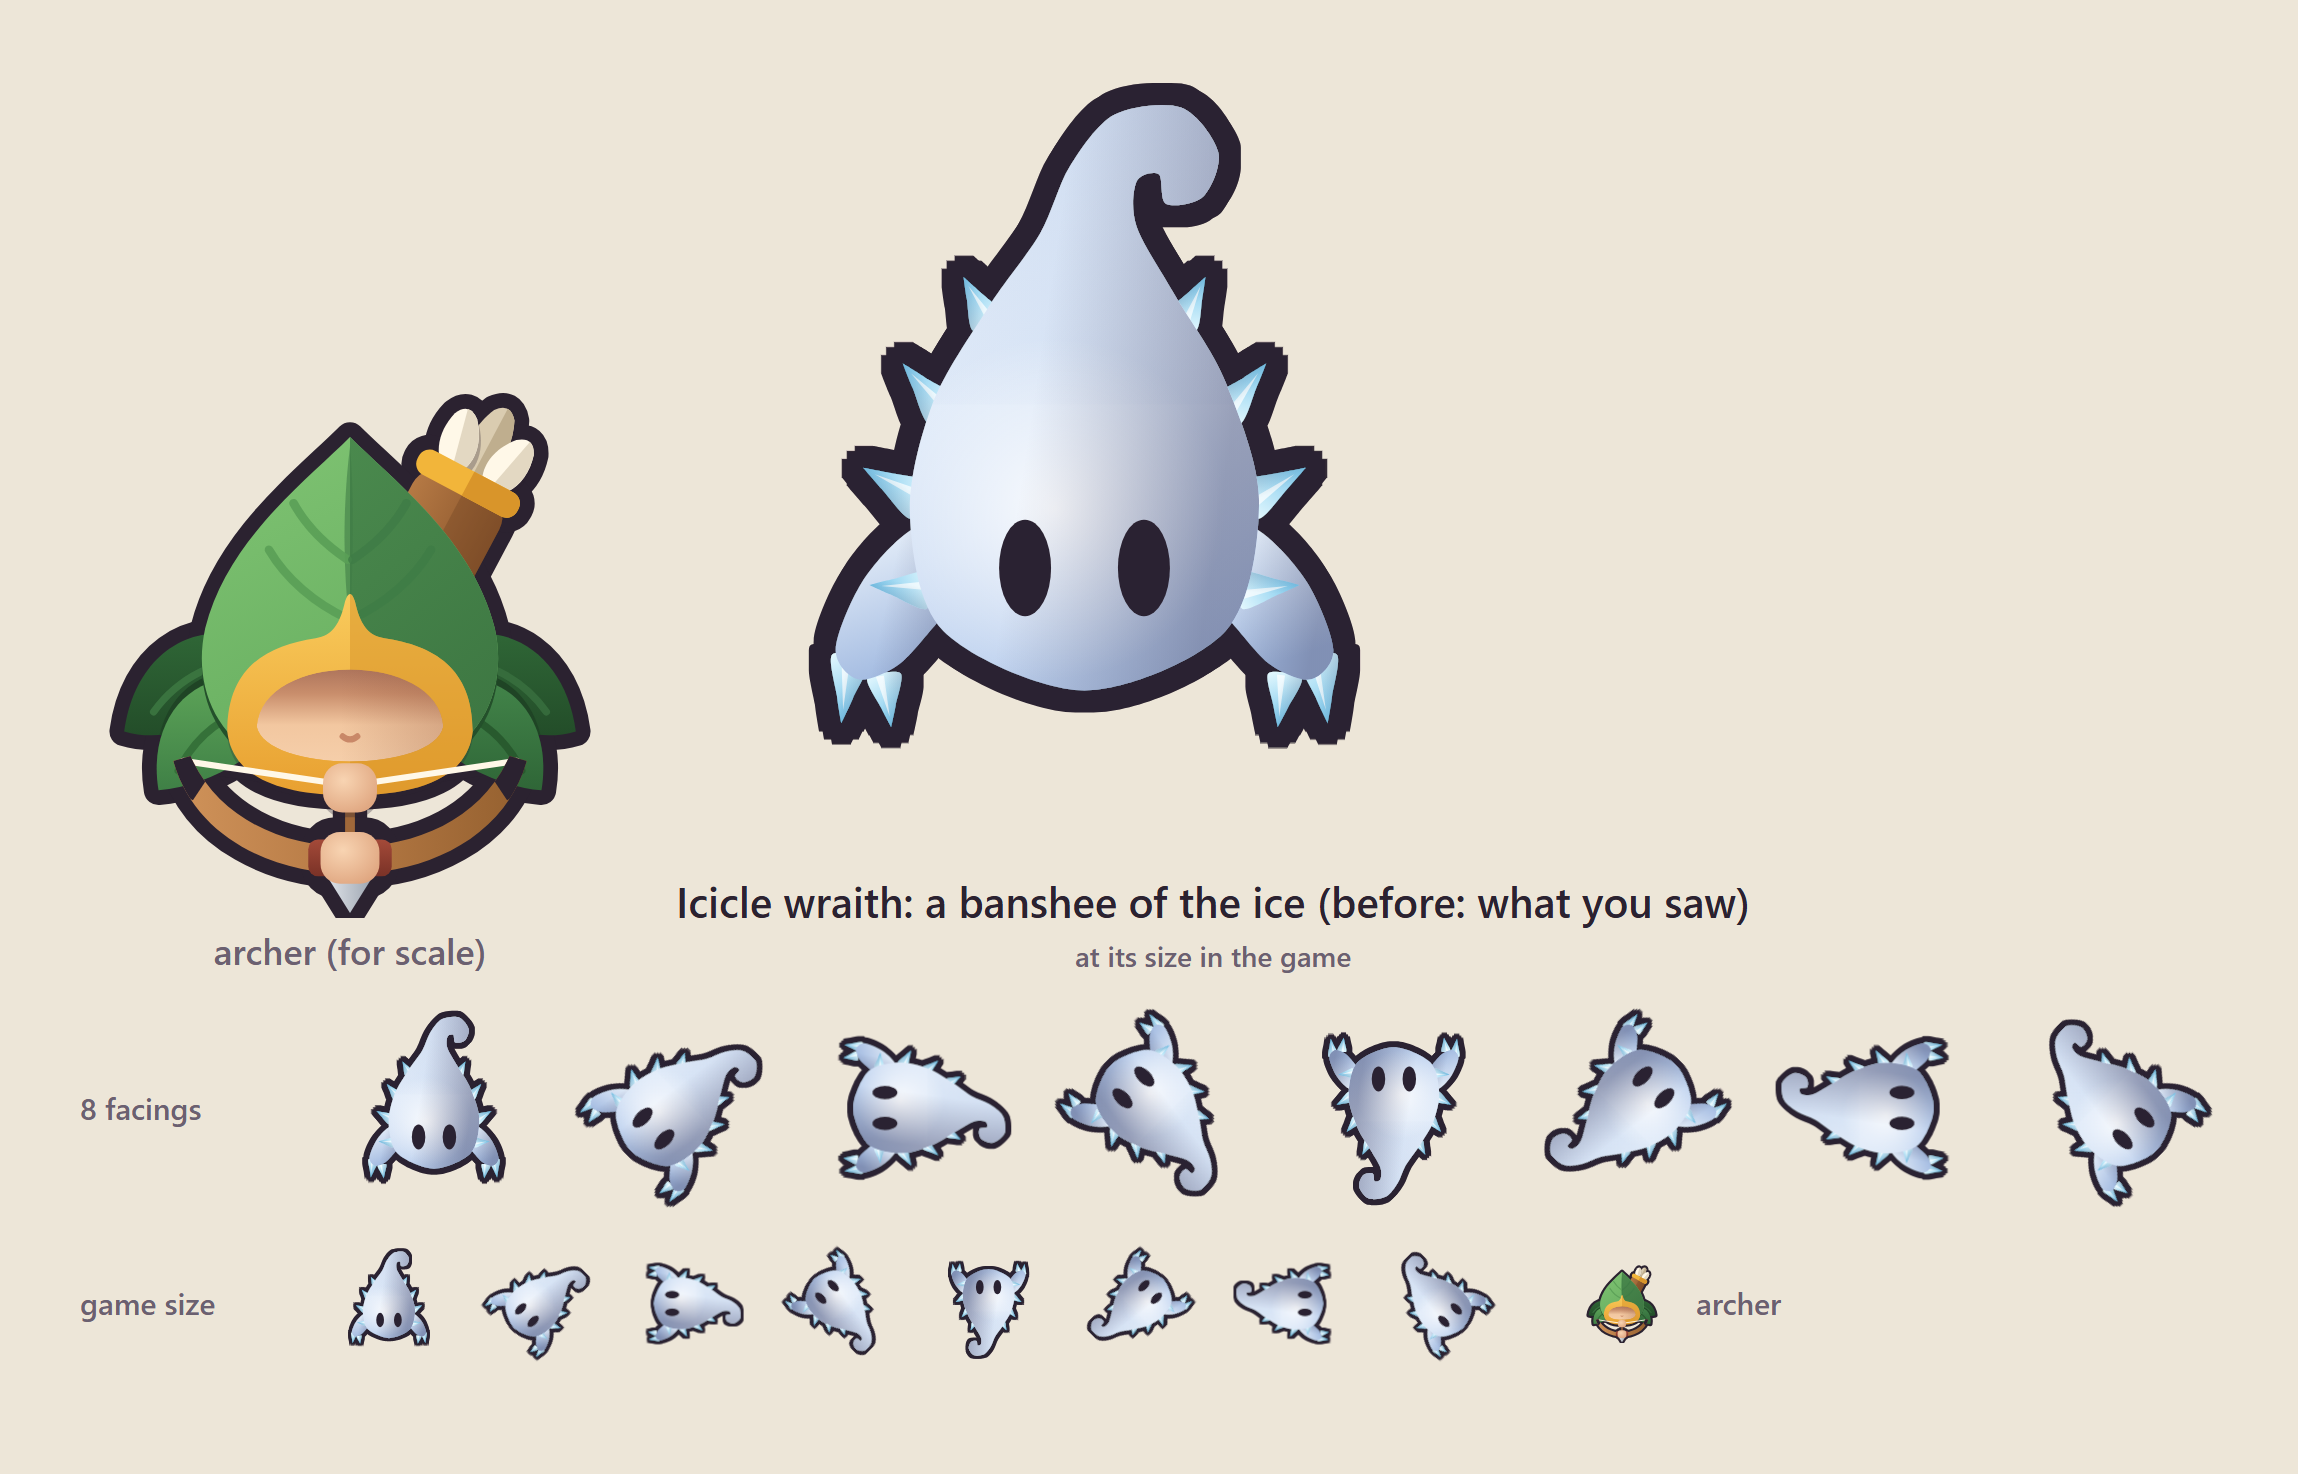 Icicle wraith: a banshee of the ice (before: what you saw)
archer (for scale)
at its size in the game
8 facings
game size
archer